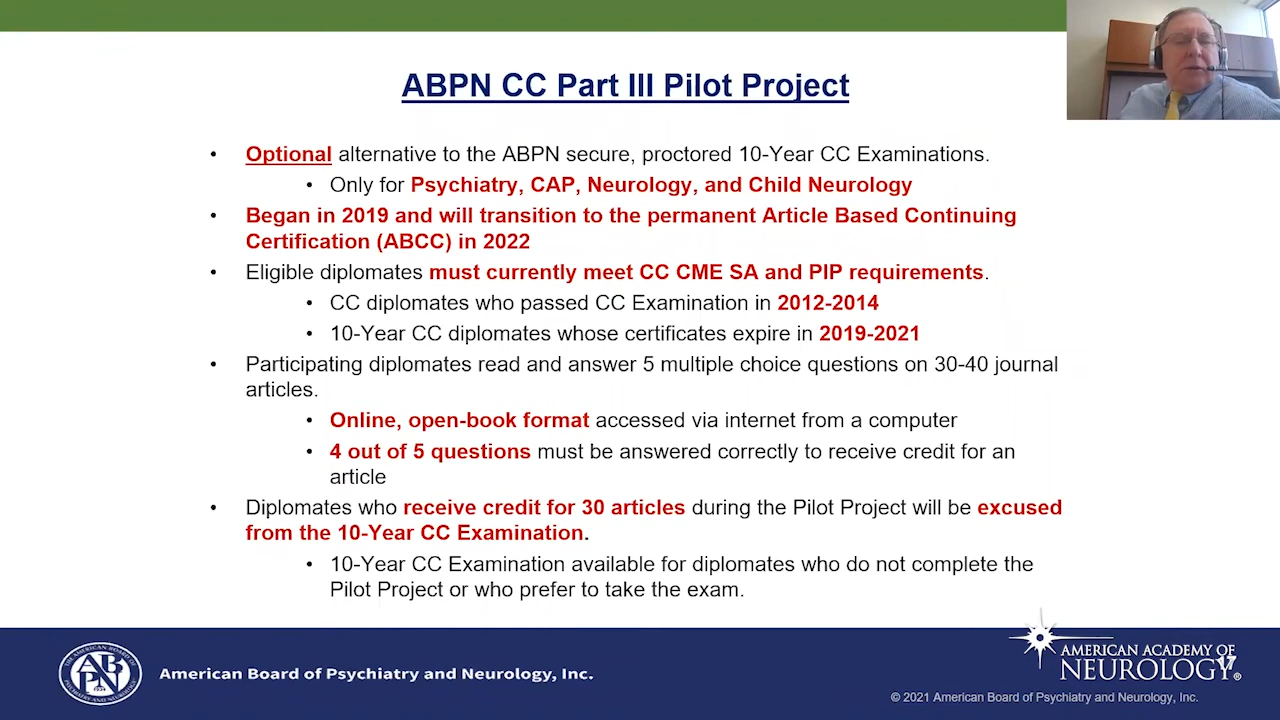 ABPN CC Part III Pilot Project
• Optional alternative to the ABPN secure, proctored 10-Year CC Examinations.
• Only for Psychiatry, CAP, Neurology, and Child Neurology
• Began in 2019 and will transition to the permanent Article Based Continuing
Certification (ABCC) in 2022
• Eligible diplomates must currently meet CC CME SA and PIP requirements.
• CC diplomates who passed CC Examination in 2012-2014
• 10-Year CC diplomates whose certificates expire in 2019-2021
• Participating diplomates read and answer 5 multiple choice questions on 30-40 journal
articles.
• Online, open-book format accessed via internet from a computer
• 4 out of 5 questions must be answered correctly to receive credit for an
article
• Diplomates who receive credit for 30 articles during the Pilot Project will be excused
from the 10-Year CC Examination.
• 10-Year CC Examination available for diplomates who do not complete the
Pilot Project or who prefer to take the exam.
ABPN
1934
American Board of Psychiatry and Neurology, Inc.
AMERICAN ACADEMY OF
NEUROLOGY®
© 2021 American Board of Psychiatry and Neurology, Inc.